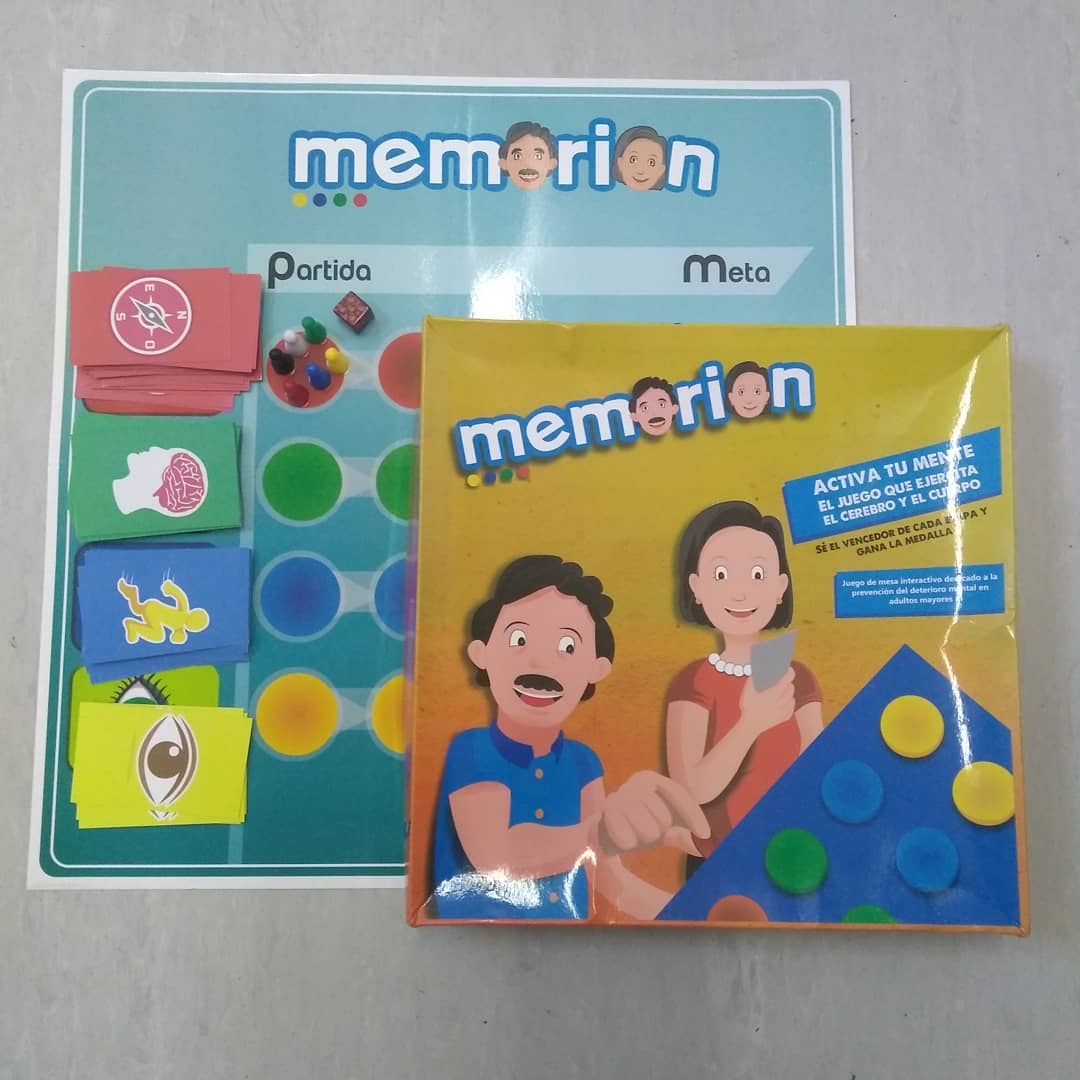 memorion
Partida Meta
N
E
S
O
memorion
ACTIVA TU MENTE
EL JUEGO QUE EJERCITA
EL CEREBRO Y EL CUERPO
SÉ EL VENCEDOR DE CADA ETAPA Y
GANA LA MEDALLA
Juego de mesa interactivo dedicado a la
prevención del deterioro mental en
adultos mayores